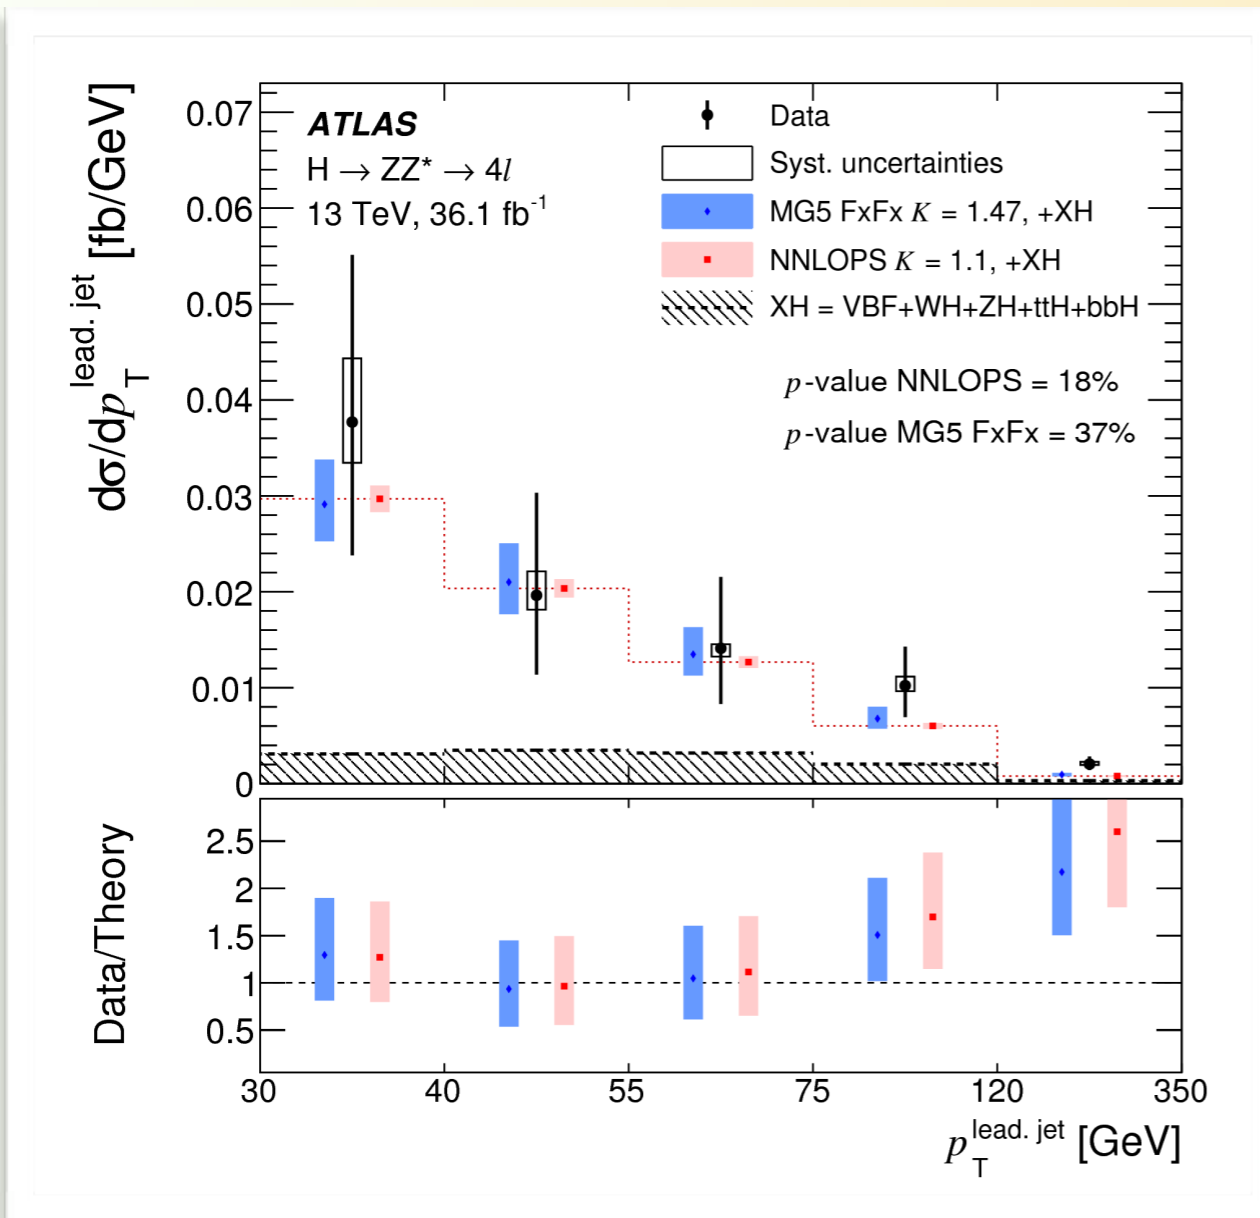 ATLAS
H → ZZ* → 4l
13 TeV, 36.1 fb⁻¹
Data
Syst. uncertainties
MG5 FxFx K = 1.47, +XH
NNLOPS K = 1.1, +XH
XH = VBF+WH+ZH+ttH+bbH
p-value NNLOPS = 18%
p-value MG5 FxFx = 37%
dσ/dp_T^lead. jet [fb/GeV]
0.07
0.06
0.05
0.04
0.03
0.02
0.01
0
Data/Theory
2.5
2
1.5
1
0.5
30 40 55 75 120 350
p_T^lead. jet [GeV]